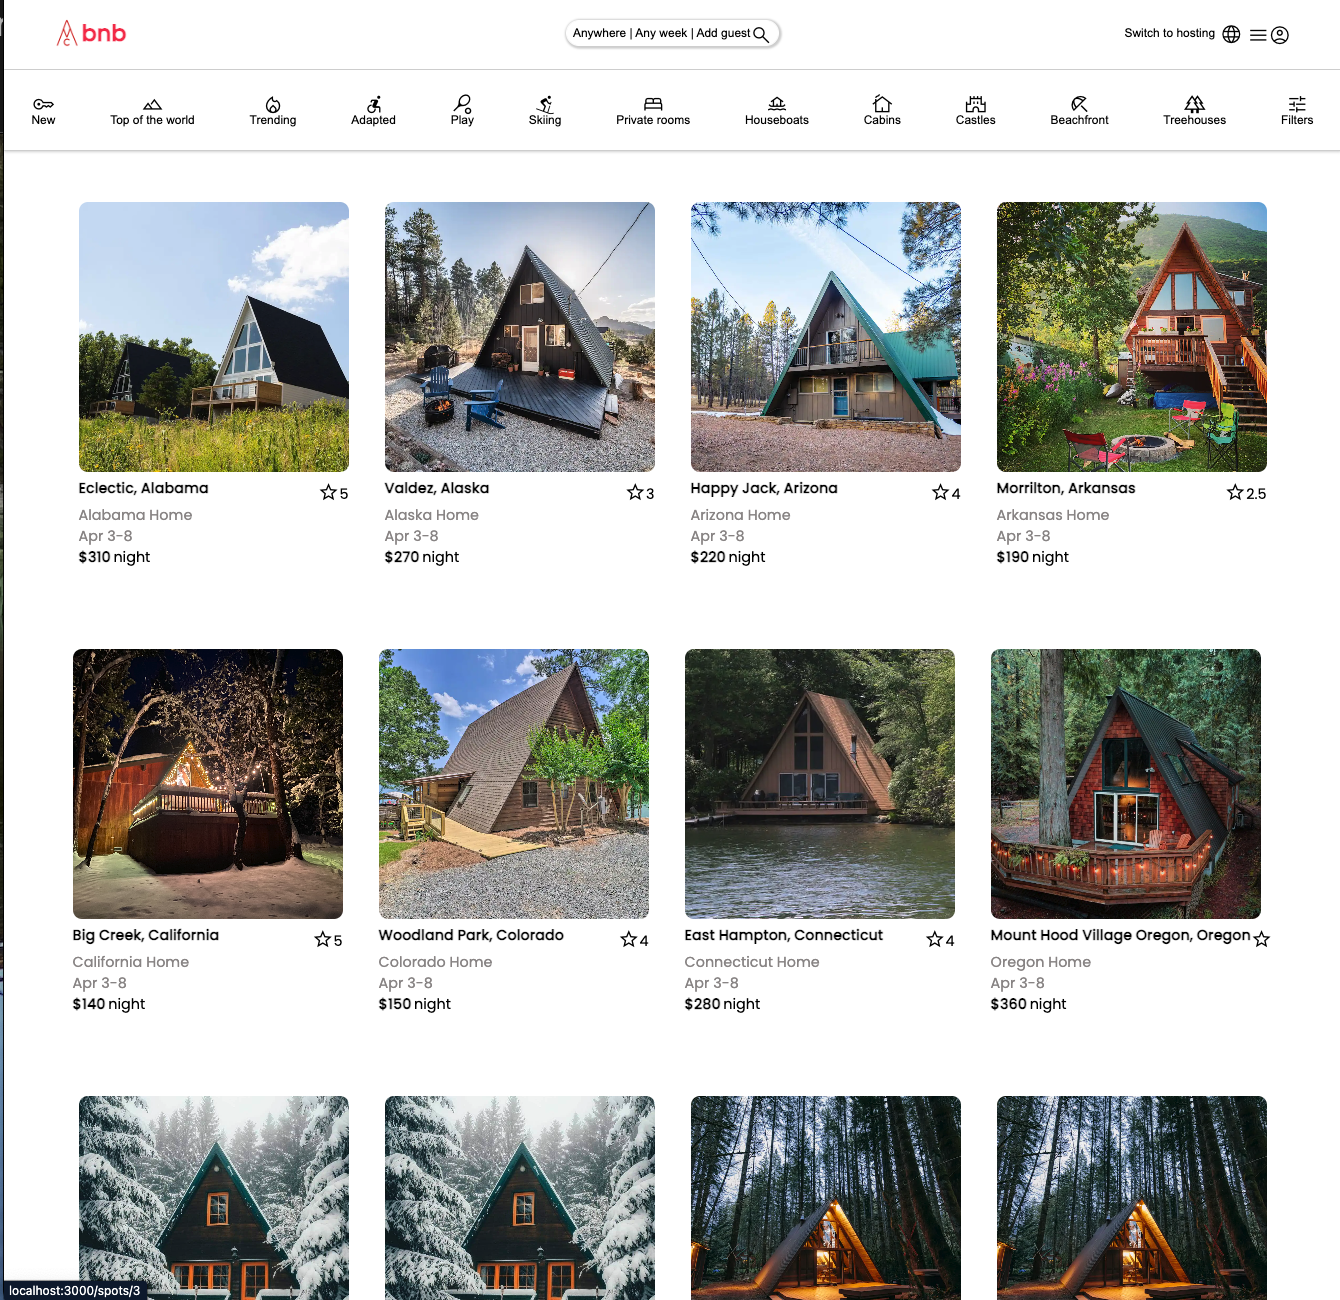 bnb
Anywhere | Any week | Add guest
Switch to hosting
New
Top of the world
Trending
Adapted
Play
Skiing
Private rooms
Houseboats
Cabins
Castles
Beachfront
Treehouses
Filters
Eclectic, Alabama
5
Alabama Home
Apr 3-8
$310 night
Valdez, Alaska
3
Alaska Home
Apr 3-8
$270 night
Happy Jack, Arizona
4
Arizona Home
Apr 3-8
$220 night
Morrilton, Arkansas
2.5
Arkansas Home
Apr 3-8
$190 night
Big Creek, California
5
California Home
Apr 3-8
$140 night
Woodland Park, Colorado
4
Colorado Home
Apr 3-8
$150 night
East Hampton, Connecticut
4
Connecticut Home
Apr 3-8
$280 night
Mount Hood Village Oregon, Oregon
Oregon Home
Apr 3-8
$360 night
localhost:3000/spots/3